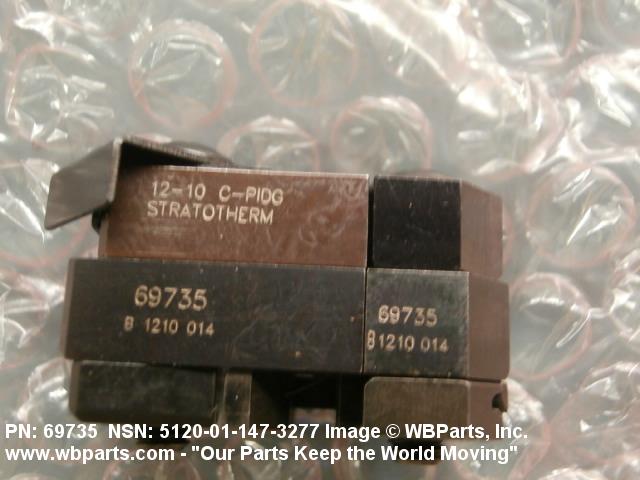 12-10 C-PIDG
STRATOTHERM
69735
B 1210 014
69735
B 1210 014
PN: 69735 NSN: 5120-01-147-3277 Image © WBParts, Inc.
www.wbparts.com - "Our Parts Keep the World Moving"